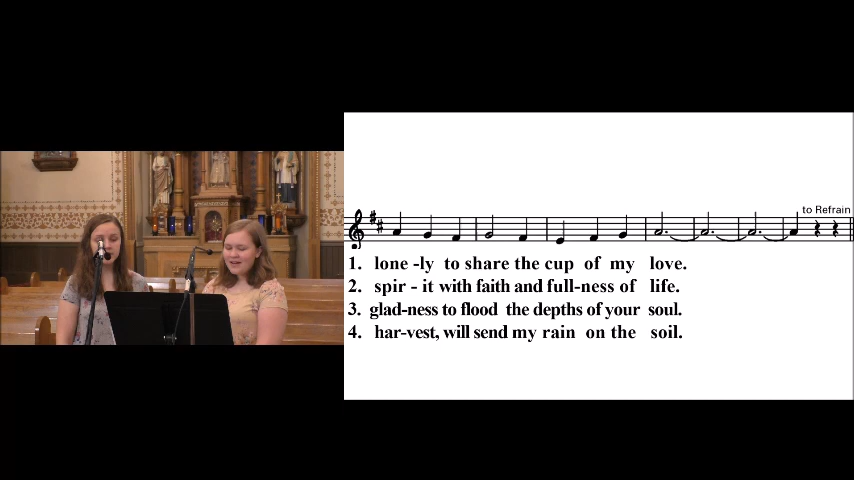 to Refrain
1. lone -ly to share the cup of my love.
2. spir - it with faith and full-ness of life.
3. glad-ness to flood the depths of your soul.
4. har-vest, will send my rain on the soil.